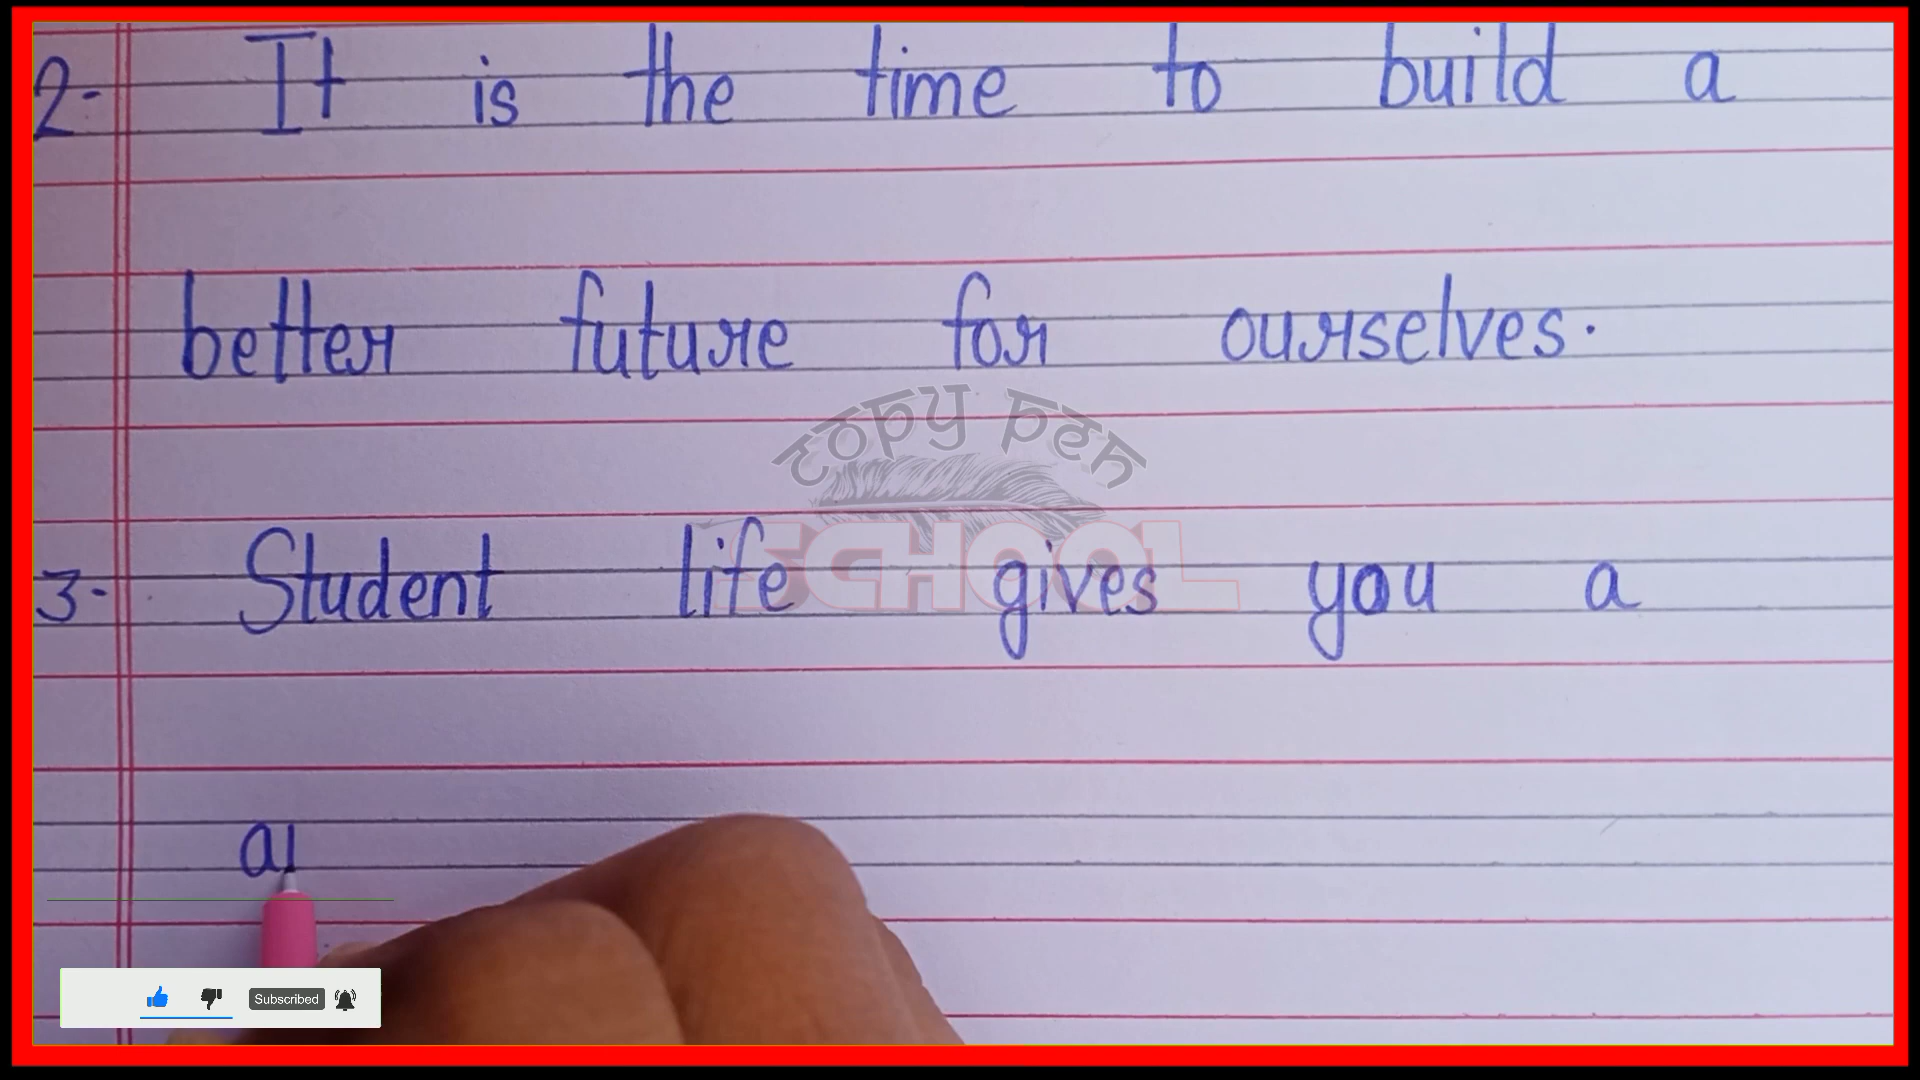 2- It is the time to build a
better future for ourselves.
COPY PEN
SCHOOL
3- Student life gives you a
Subscribed